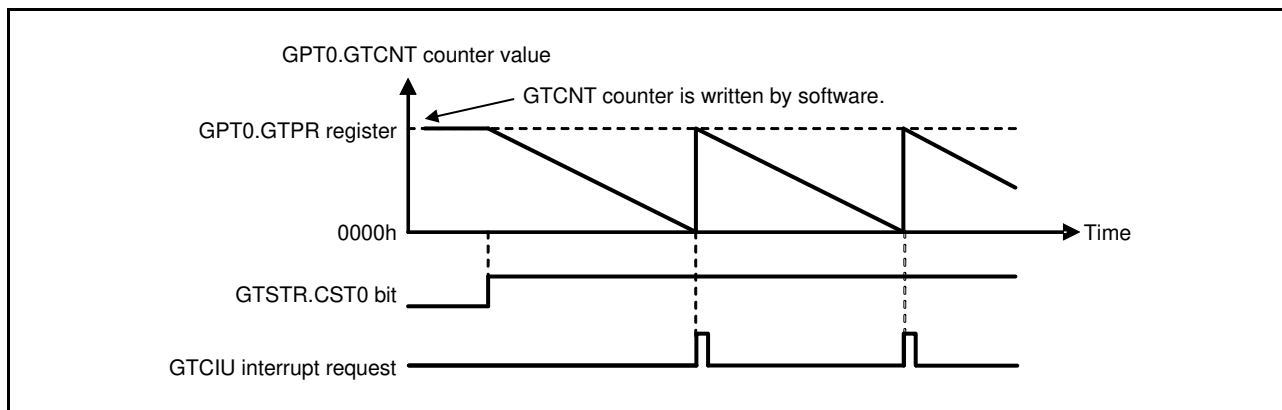 GPT0.GTCNT counter value
GTCNT counter is written by software.
GPT0.GTPR register
0000h
Time
GTSTR.CST0 bit
GTCIU interrupt request